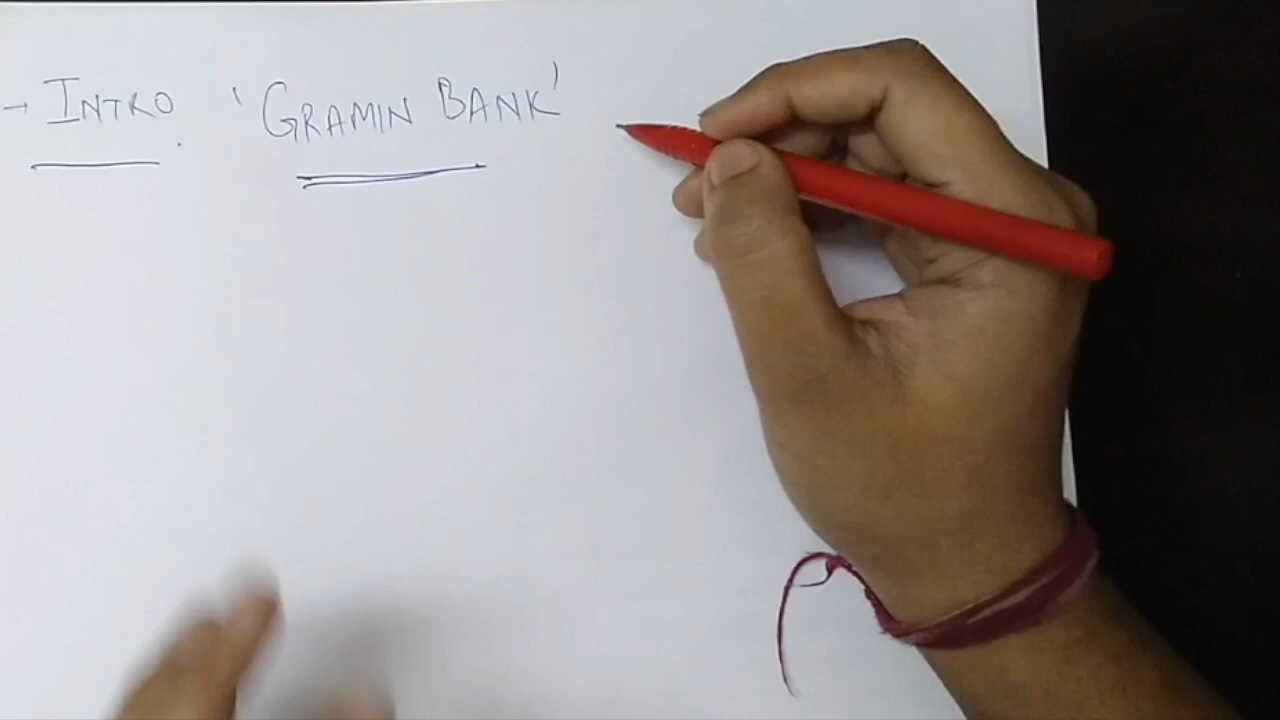 → INTRO 'GRAMIN BANK'